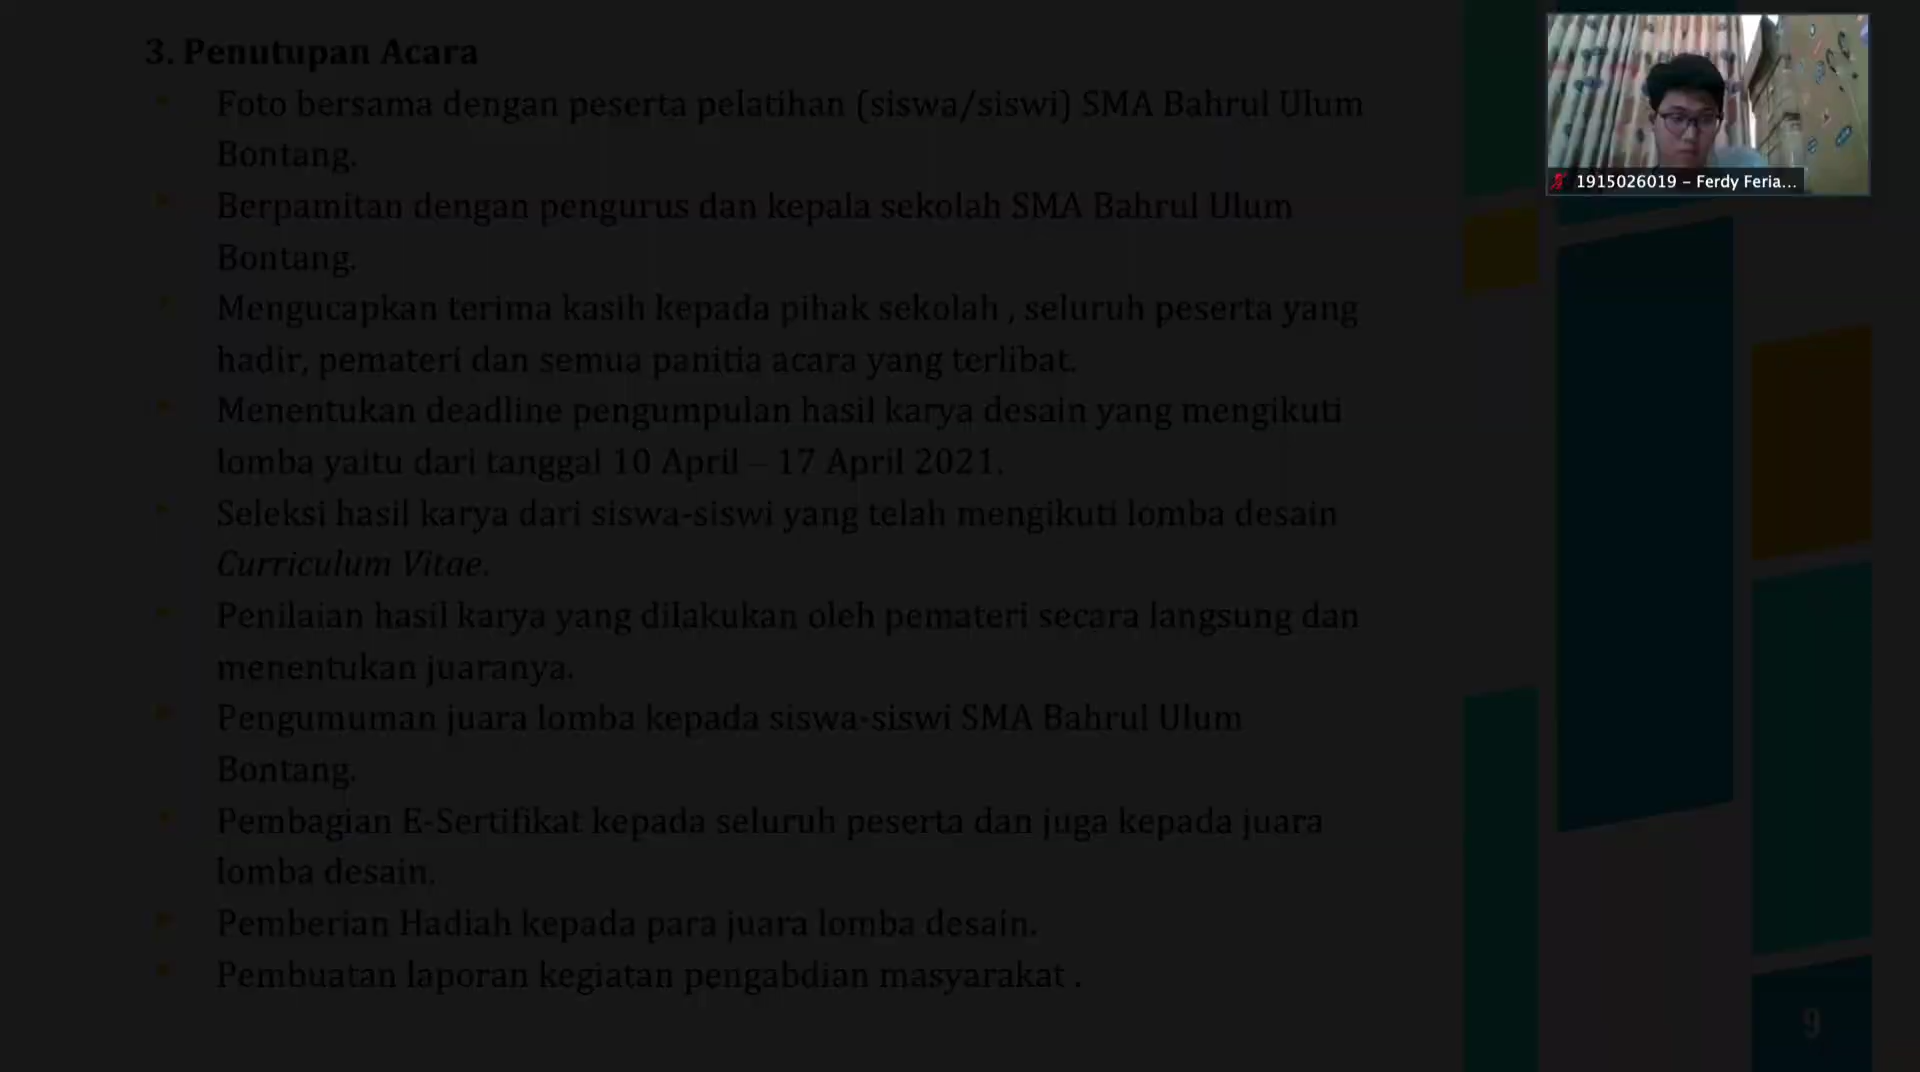 3. Penutupan Acara
Foto bersama dengan peserta pelatihan (siswa/siswi) SMA Bahrul Ulum
Bontang.
Berpamitan dengan pengurus dan kepala sekolah SMA Bahrul Ulum
Bontang.
Mengucapkan terima kasih kepada pihak sekolah , seluruh peserta yang
hadir, pemateri dan semua panitia acara yang terlibat.
Menentukan deadline pengumpulan hasil karya desain yang mengikuti
lomba yaitu dari tanggal 10 April – 17 April 2021.
Seleksi hasil karya dari siswa-siswi yang telah mengikuti lomba desain
Curriculum Vitae.
Penilaian hasil karya yang dilakukan oleh pemateri secara langsung dan
menentukan juaranya.
Pengumuman juara lomba kepada siswa-siswi SMA Bahrul Ulum
Bontang.
Pembagian E-Sertifikat kepada seluruh peserta dan juga kepada juara
lomba desain.
Pemberian Hadiah kepada para juara lomba desain.
Pembuatan laporan kegiatan pengabdian masyarakat .
9
1915026019 – Ferdy Feria...